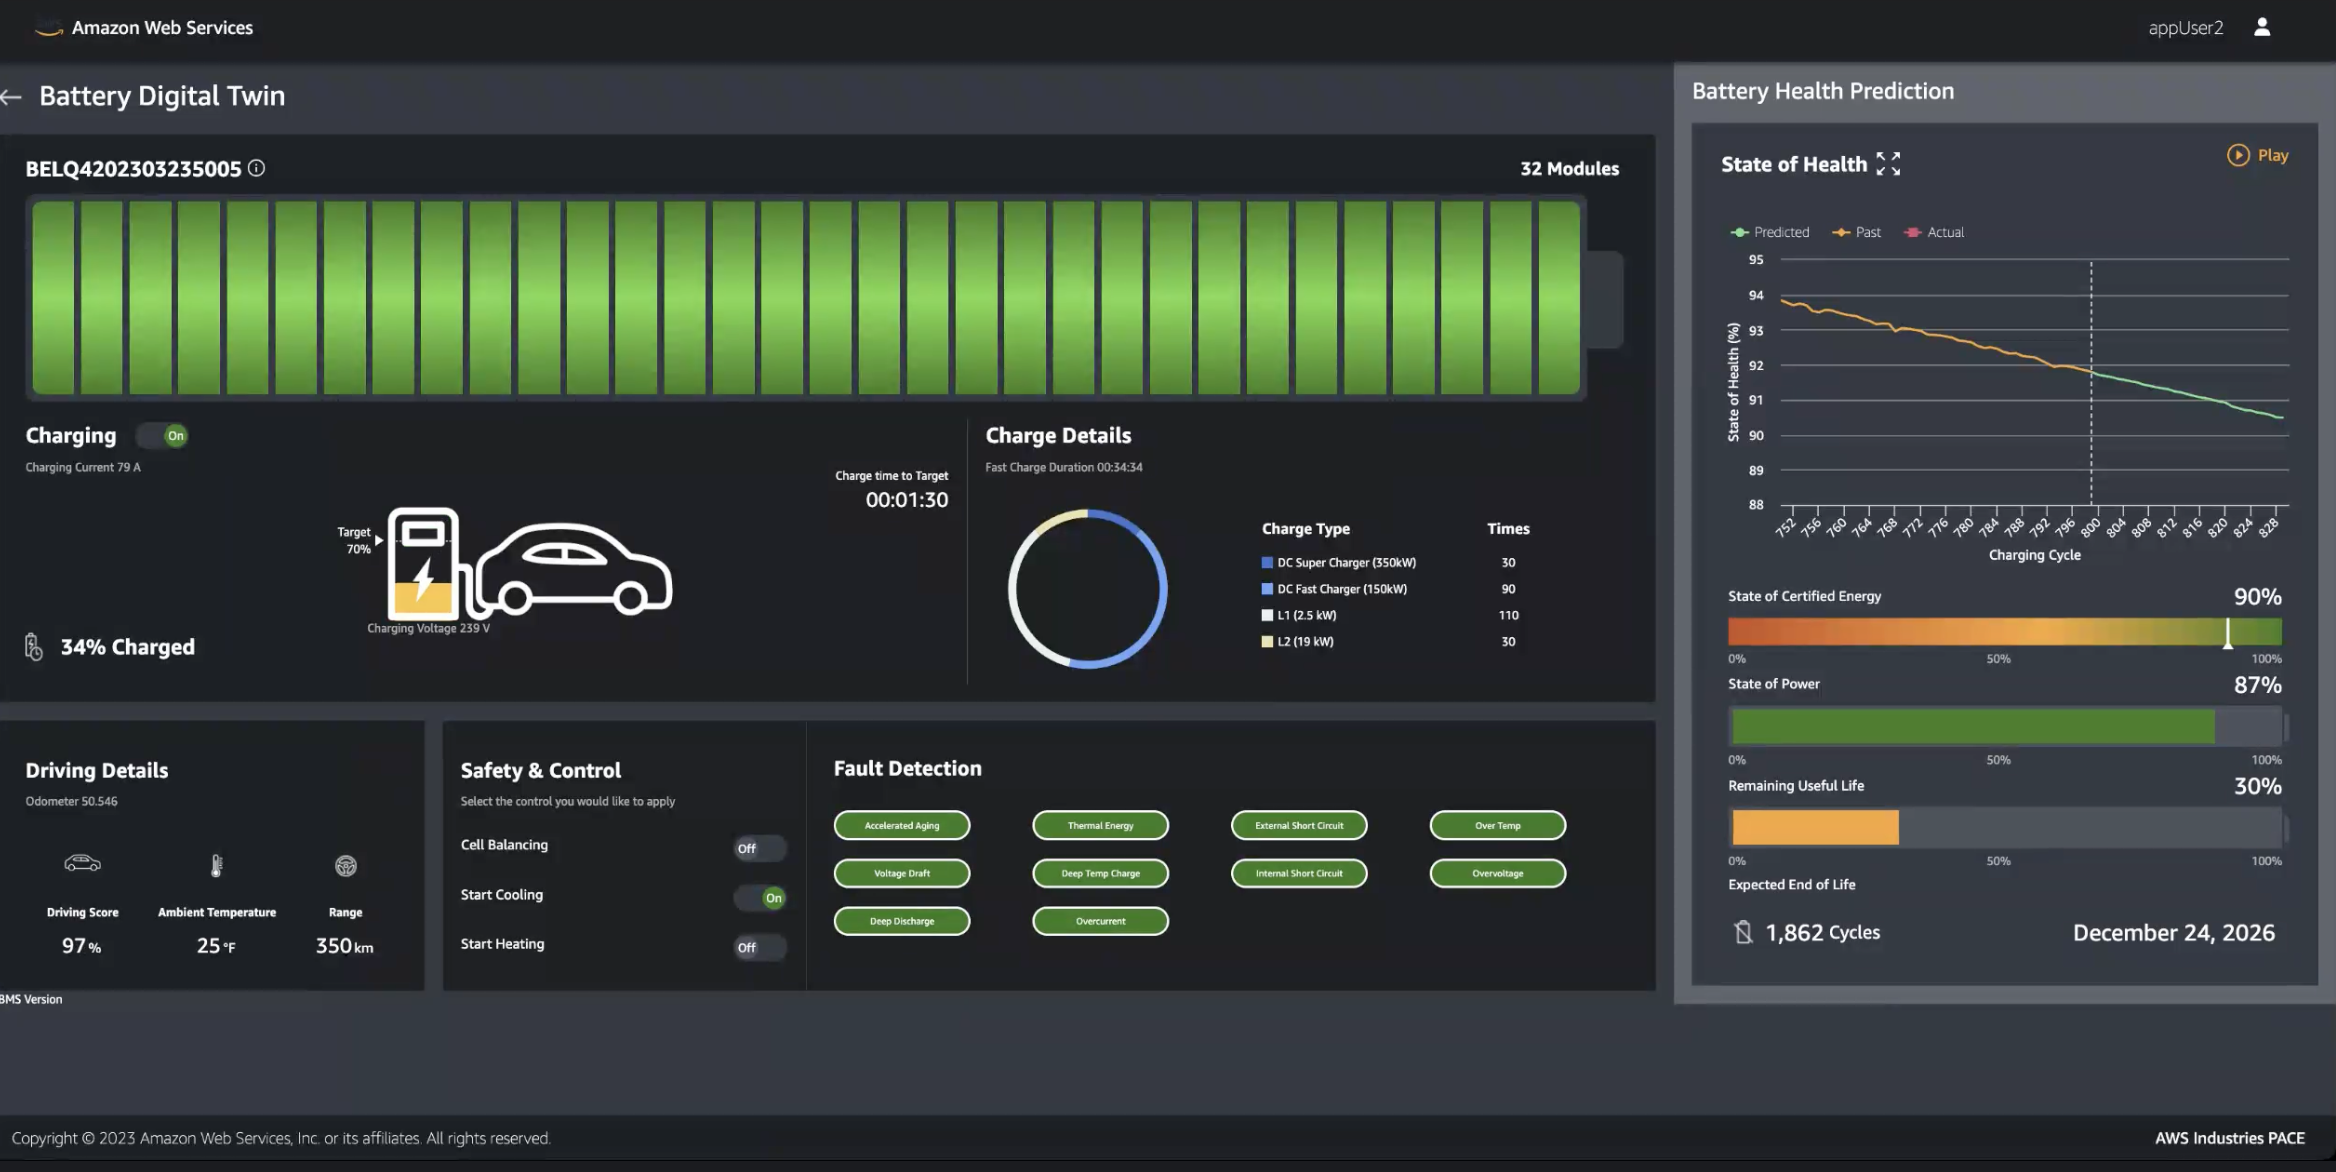 Amazon Web Services
appUser2
Battery Digital Twin
BELQ4202303235005
32 Modules
Charging On
Charging Current 79 A
Charge time to Target
00:01:30
Target
70%
Charging Voltage 239 V
34% Charged
Charge Details
Fast Charge Duration 00:34:34
Charge Type Times
DC Super Charger (350kW) 30
DC Fast Charger (150kW) 90
L1 (2.5 kW) 110
L2 (19 kW) 30
Driving Details
Odometer 50.546
Driving Score
97 %
Ambient Temperature
25 °F
Range
350 km
Safety & Control
Select the control you would like to apply
Cell Balancing Off
Start Cooling On
Start Heating Off
Fault Detection
Accelerated Aging Thermal Energy External Short Circuit Over Temp
Voltage Draft Deep Temp Charge Internal Short Circuit Overvoltage
Deep Discharge Overcurrent
BMS Version
Battery Health Prediction
State of Health
Play
Predicted Past Actual
State of Health (%)
95
94
93
92
91
90
89
88
752 756 760 764 768 772 776 780 784 788 792 796 800 804 808 812 816 820 824 828
Charging Cycle
State of Certified Energy 90%
0% 50% 100%
State of Power 87%
0% 50% 100%
Remaining Useful Life 30%
0% 50% 100%
Expected End of Life
1,862 Cycles December 24, 2026
Copyright © 2023 Amazon Web Services, Inc. or its affiliates. All rights reserved.
AWS Industries PACE